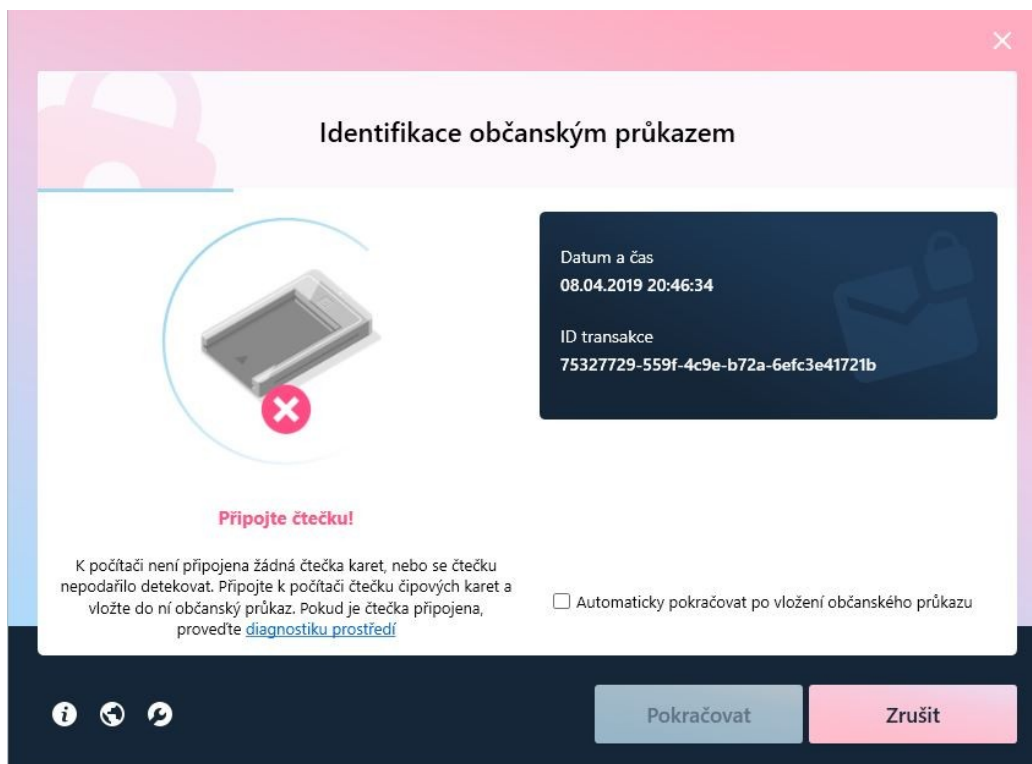 Identifikace občanským průkazem
Datum a čas
08.04.2019 20:46:34
ID transakce
75327729-559f-4c9e-b72a-6efc3e41721b
Připojte čtečku!
K počítači není připojena žádná čtečka karet, nebo se čtečku
nepodařilo detekovat. Připojte k počítači čtečku čipových karet a
vložte do ní občanský průkaz. Pokud je čtečka připojena,
proveďte diagnostiku prostředí
Automaticky pokračovat po vložení občanského průkazu
Pokračovat
Zrušit